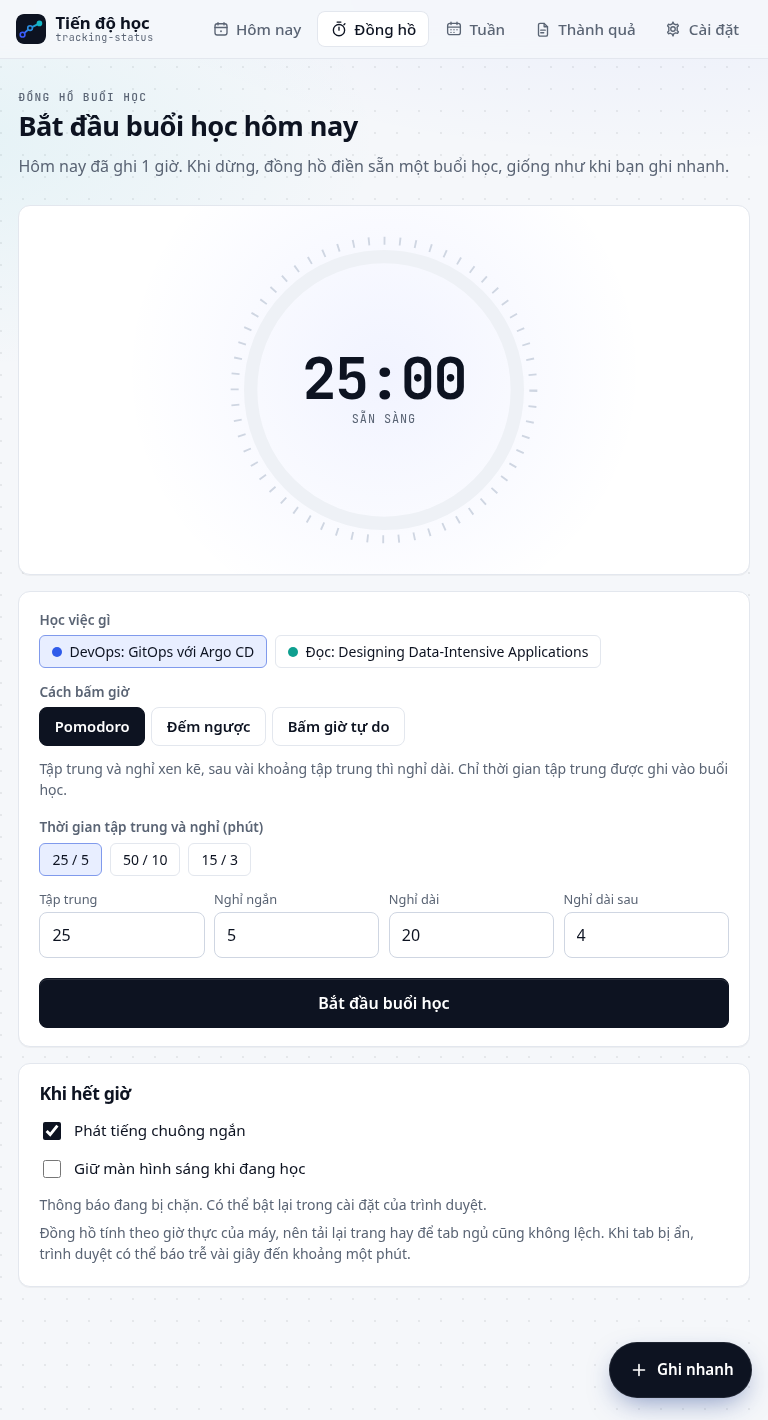 Tiến độ học
tracking-status
Hôm nay
Đồng hồ
Tuần
Thành quả
Cài đặt
ĐỒNG HỒ BUỔI HỌC
Bắt đầu buổi học hôm nay
Hôm nay đã ghi 1 giờ. Khi dừng, đồng hồ điền sẵn một buổi học, giống như khi bạn ghi nhanh.
25:00
SẴN SÀNG
Học việc gì
DevOps: GitOps với Argo CD
Đọc: Designing Data-Intensive Applications
Cách bấm giờ
Pomodoro
Đếm ngược
Bấm giờ tự do
Tập trung và nghỉ xen kẽ, sau vài khoảng tập trung thì nghỉ dài. Chỉ thời gian tập trung được ghi vào buổi
học.
Thời gian tập trung và nghỉ (phút)
25 / 5
50 / 10
15 / 3
Tập trung
Nghỉ ngắn
Nghỉ dài
Nghỉ dài sau
25
5
20
4
Bắt đầu buổi học
Khi hết giờ
Phát tiếng chuông ngắn
Giữ màn hình sáng khi đang học
Thông báo đang bị chặn. Có thể bật lại trong cài đặt của trình duyệt.
Đồng hồ tính theo giờ thực của máy, nên tải lại trang hay để tab ngủ cũng không lệch. Khi tab bị ẩn,
trình duyệt có thể báo trễ vài giây đến khoảng một phút.
Ghi nhanh